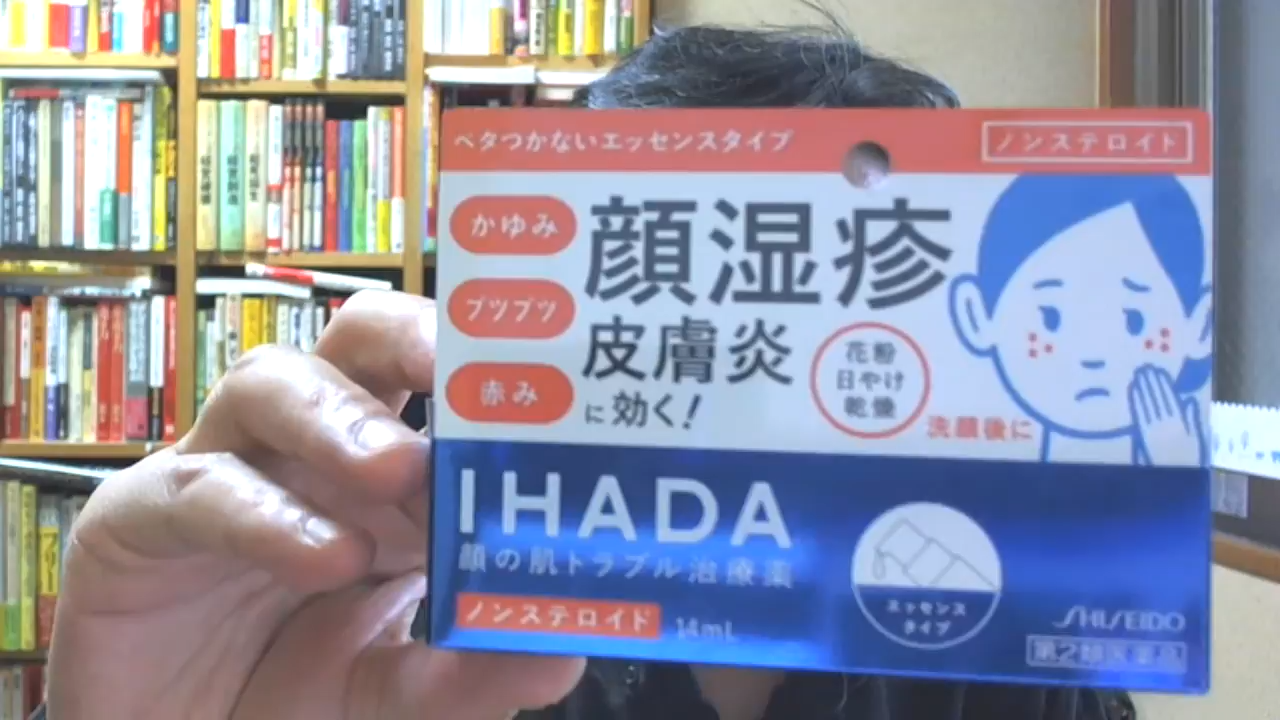 ベタつかないエッセンスタイプ
ノンステロイド
かゆみ
ブツブツ
赤み
顔湿疹
皮膚炎
に効く!
花粉
日やけ
乾燥
洗顔後に
IHADA
顔の肌トラブル治療薬
ノンステロイド 14mL
エッセンス
タイプ
SHISEIDO
第2類医薬品